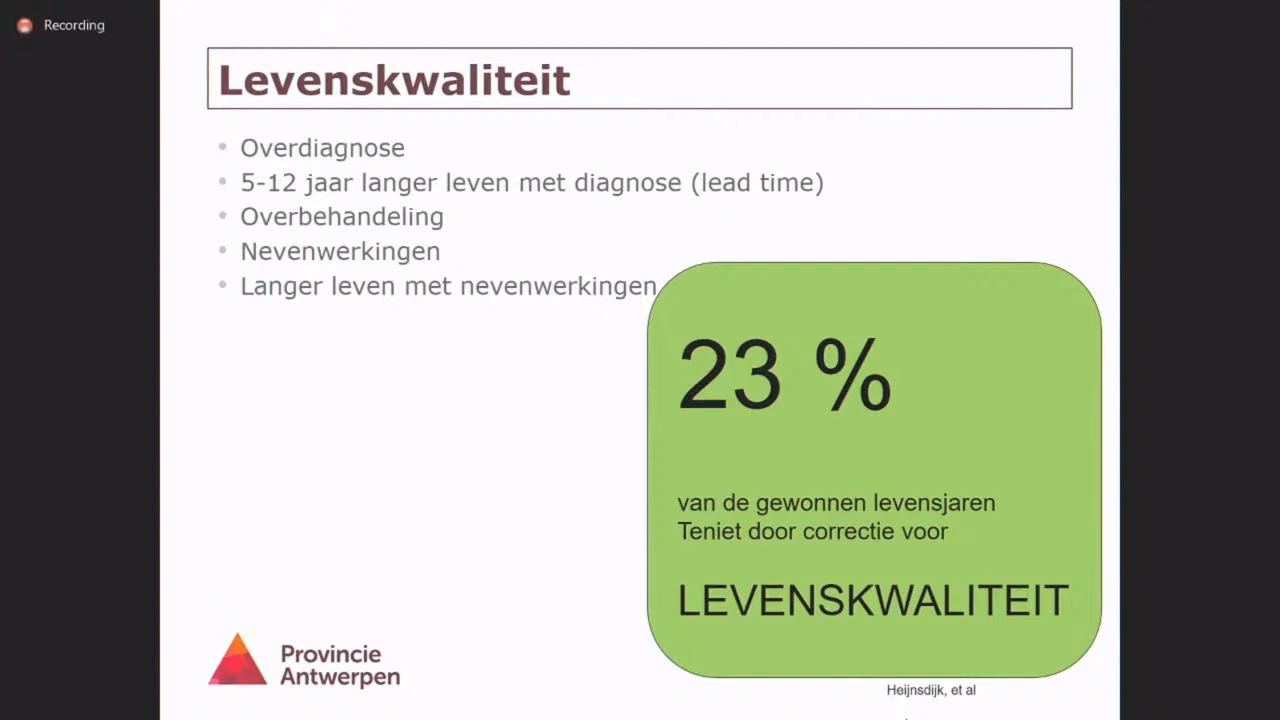 Recording
Levenskwaliteit
• Overdiagnose
• 5-12 jaar langer leven met diagnose (lead time)
• Overbehandeling
• Nevenwerkingen
• Langer leven met nevenwerkingen
23 %
van de gewonnen levensjaren
Teniet door correctie voor
LEVENSKWALITEIT
Provincie
Antwerpen
Heijnsdijk, et al